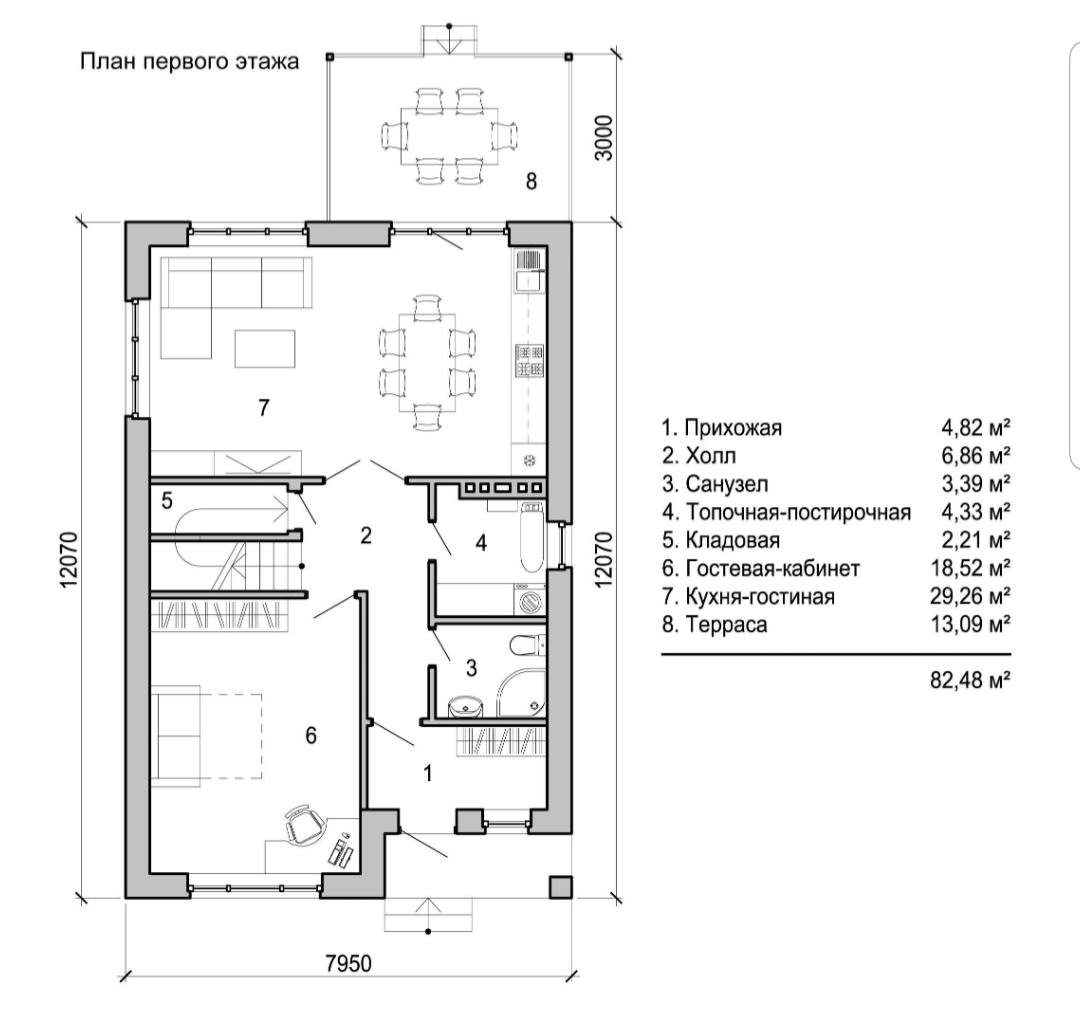 План первого этажа
3000
8
7
5
2
4
12070
12070
3
6
1
7950
1. Прихожая 4,82 м²
2. Холл 6,86 м²
3. Санузел 3,39 м²
4. Топочная-постирочная 4,33 м²
5. Кладовая 2,21 м²
6. Гостевая-кабинет 18,52 м²
7. Кухня-гостиная 29,26 м²
8. Терраса 13,09 м²
82,48 м²